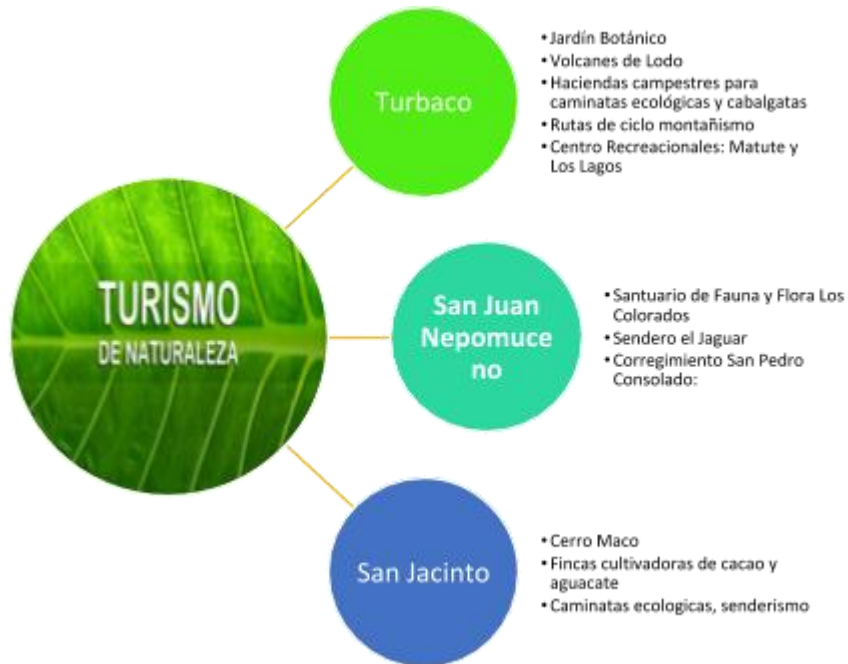 TURISMO
DE NATURALEZA
Turbaco
• Jardín Botánico
• Volcanes de Lodo
• Haciendas campestres para
caminatas ecológicas y cabalgatas
• Rutas de ciclo montañismo
• Centro Recreacionales: Matute y
Los Lagos
San Juan
Nepomuce
no
• Santuario de Fauna y Flora Los
Colorados
• Sendero el Jaguar
• Corregimiento San Pedro
Consolado:
San Jacinto
• Cerro Maco
• Fincas cultivadoras de cacao y
aguacate
• Caminatas ecologicas, senderismo